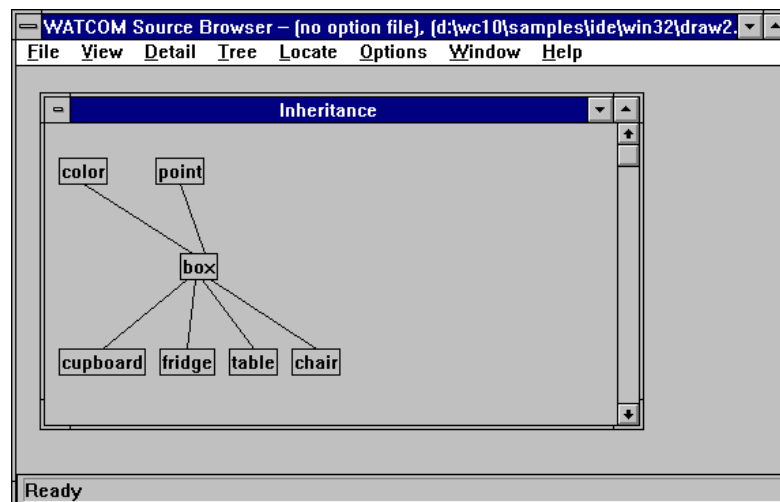 WATCOM Source Browser – (no option file), (d:\wc10\samples\ide\win32\draw2.
File View Detail Tree Locate Options Window Help
Inheritance
color point
box
cupboard fridge table chair
Ready